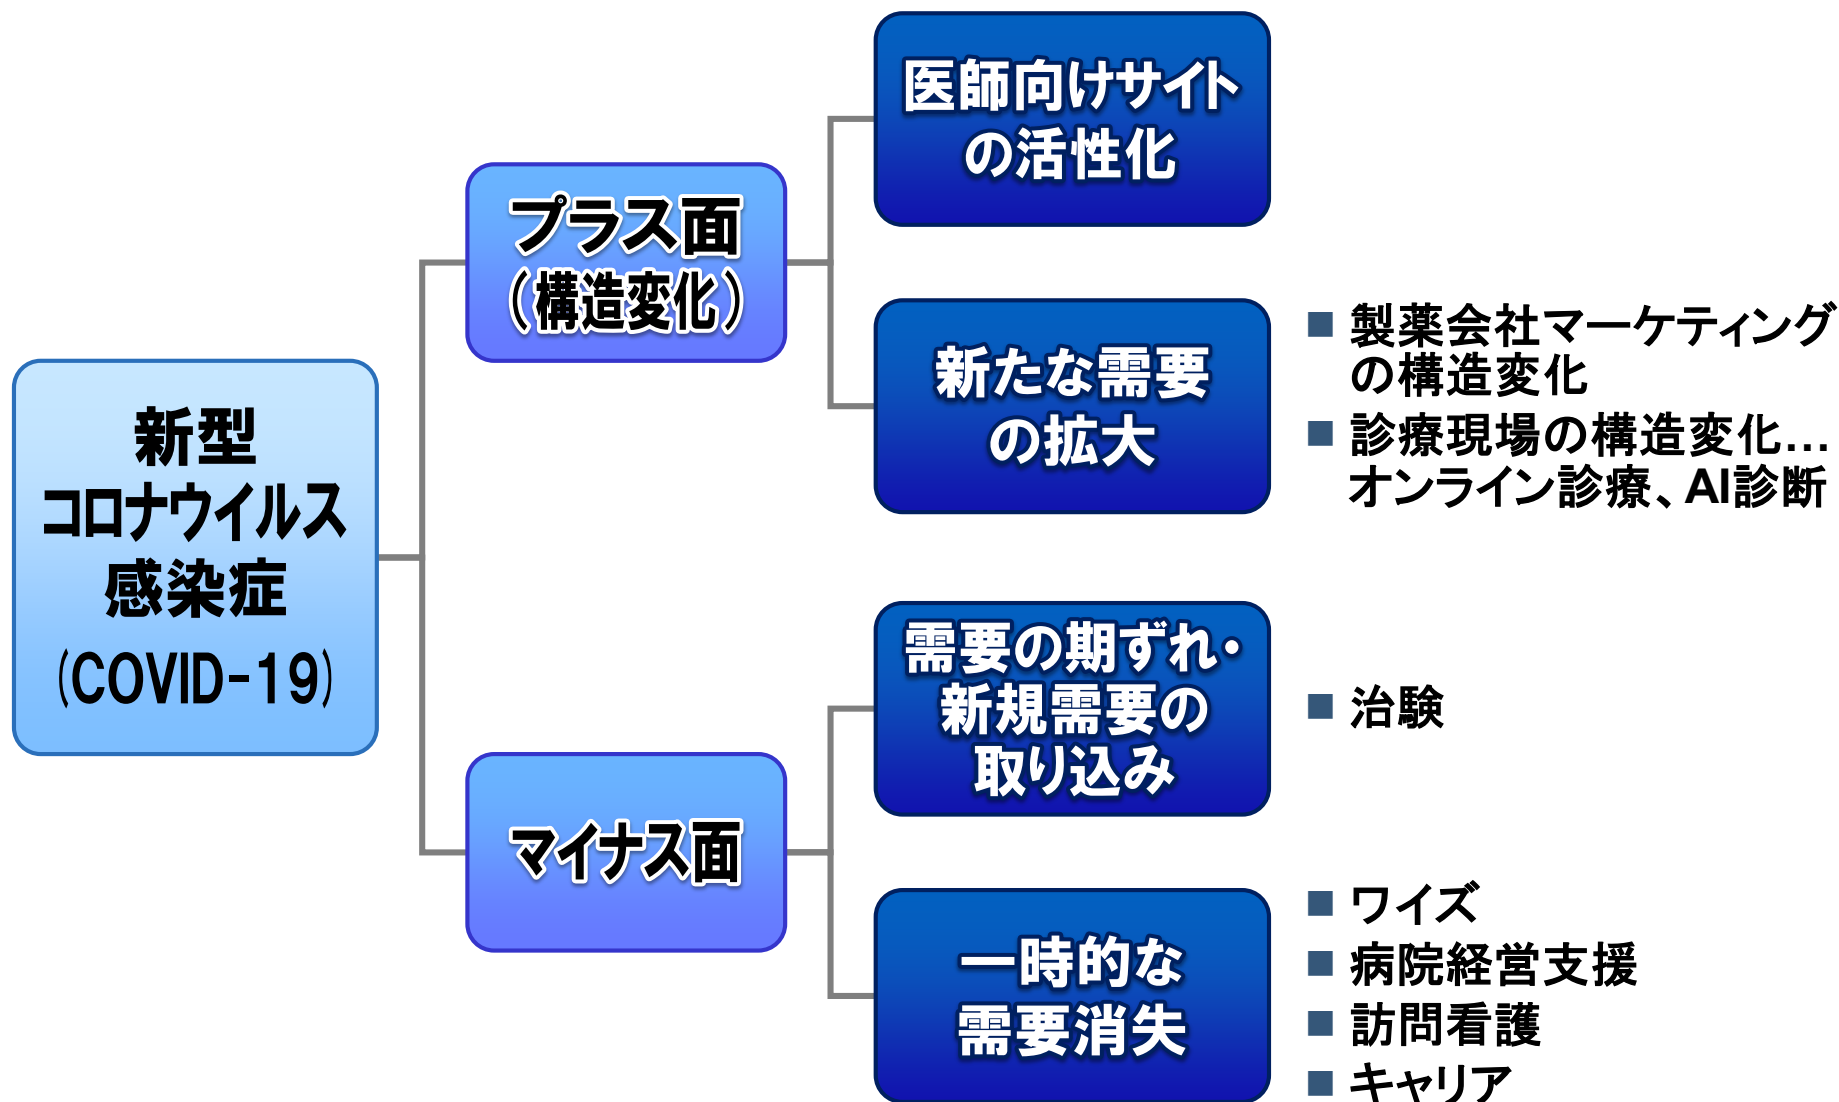 新型
コロナウイルス
感染症
(COVID-19)
プラス面
(構造変化)
マイナス面
医師向けサイト
の活性化
新たな需要
の拡大
■ 製薬会社マーケティング
の構造変化
■ 診療現場の構造変化…
オンライン診療、AI診断
需要の期ずれ・
新規需要の
取り込み
■ 治験
一時的な
需要消失
■ ワイズ
■ 病院経営支援
■ 訪問看護
■ キャリア